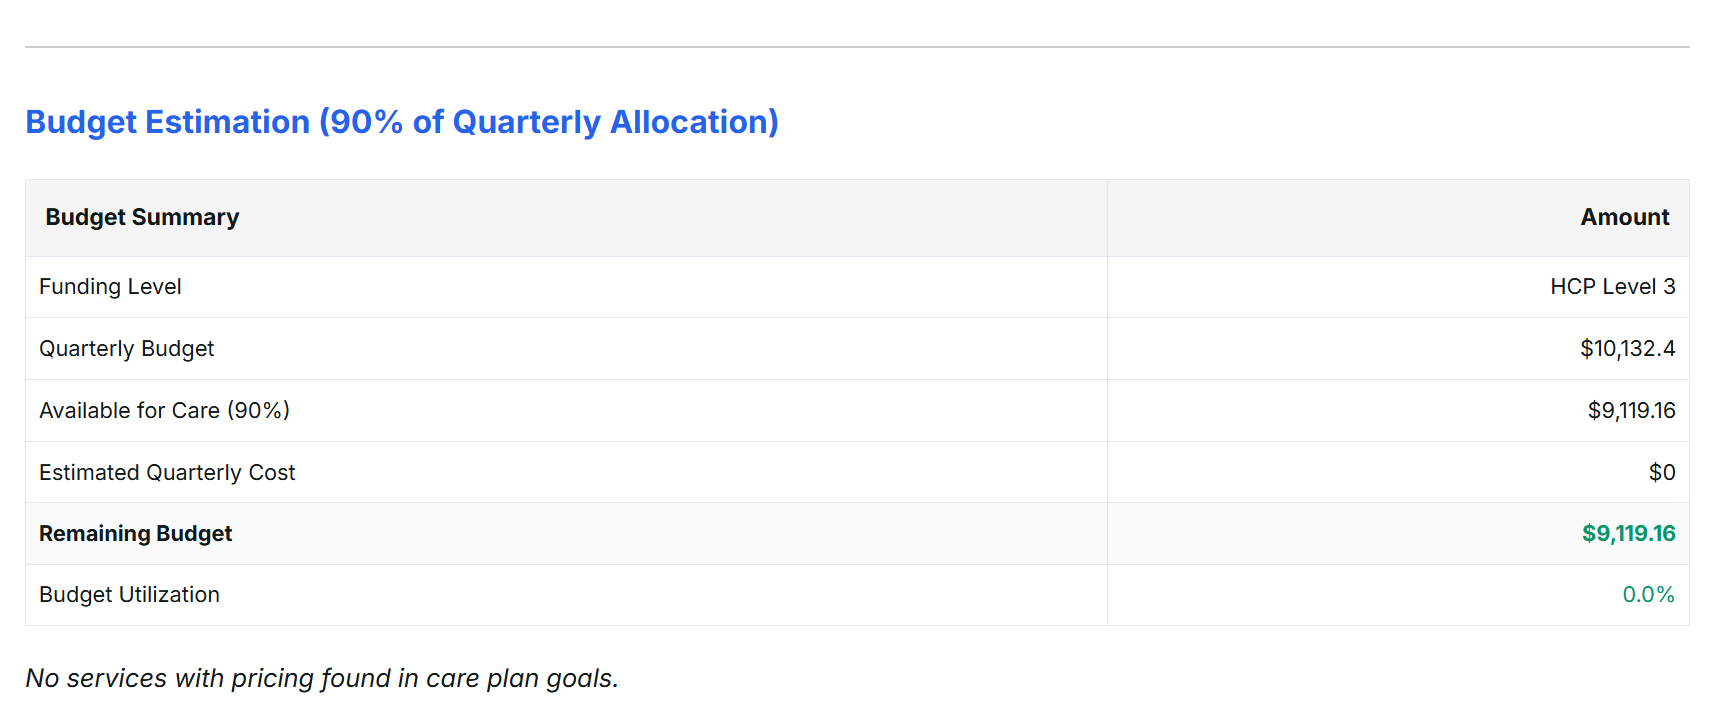 Budget Estimation (90% of Quarterly Allocation)
Budget Summary Amount
Funding Level HCP Level 3
Quarterly Budget $10,132.4
Available for Care (90%) $9,119.16
Estimated Quarterly Cost $0
Remaining Budget $9,119.16
Budget Utilization 0.0%
No services with pricing found in care plan goals.